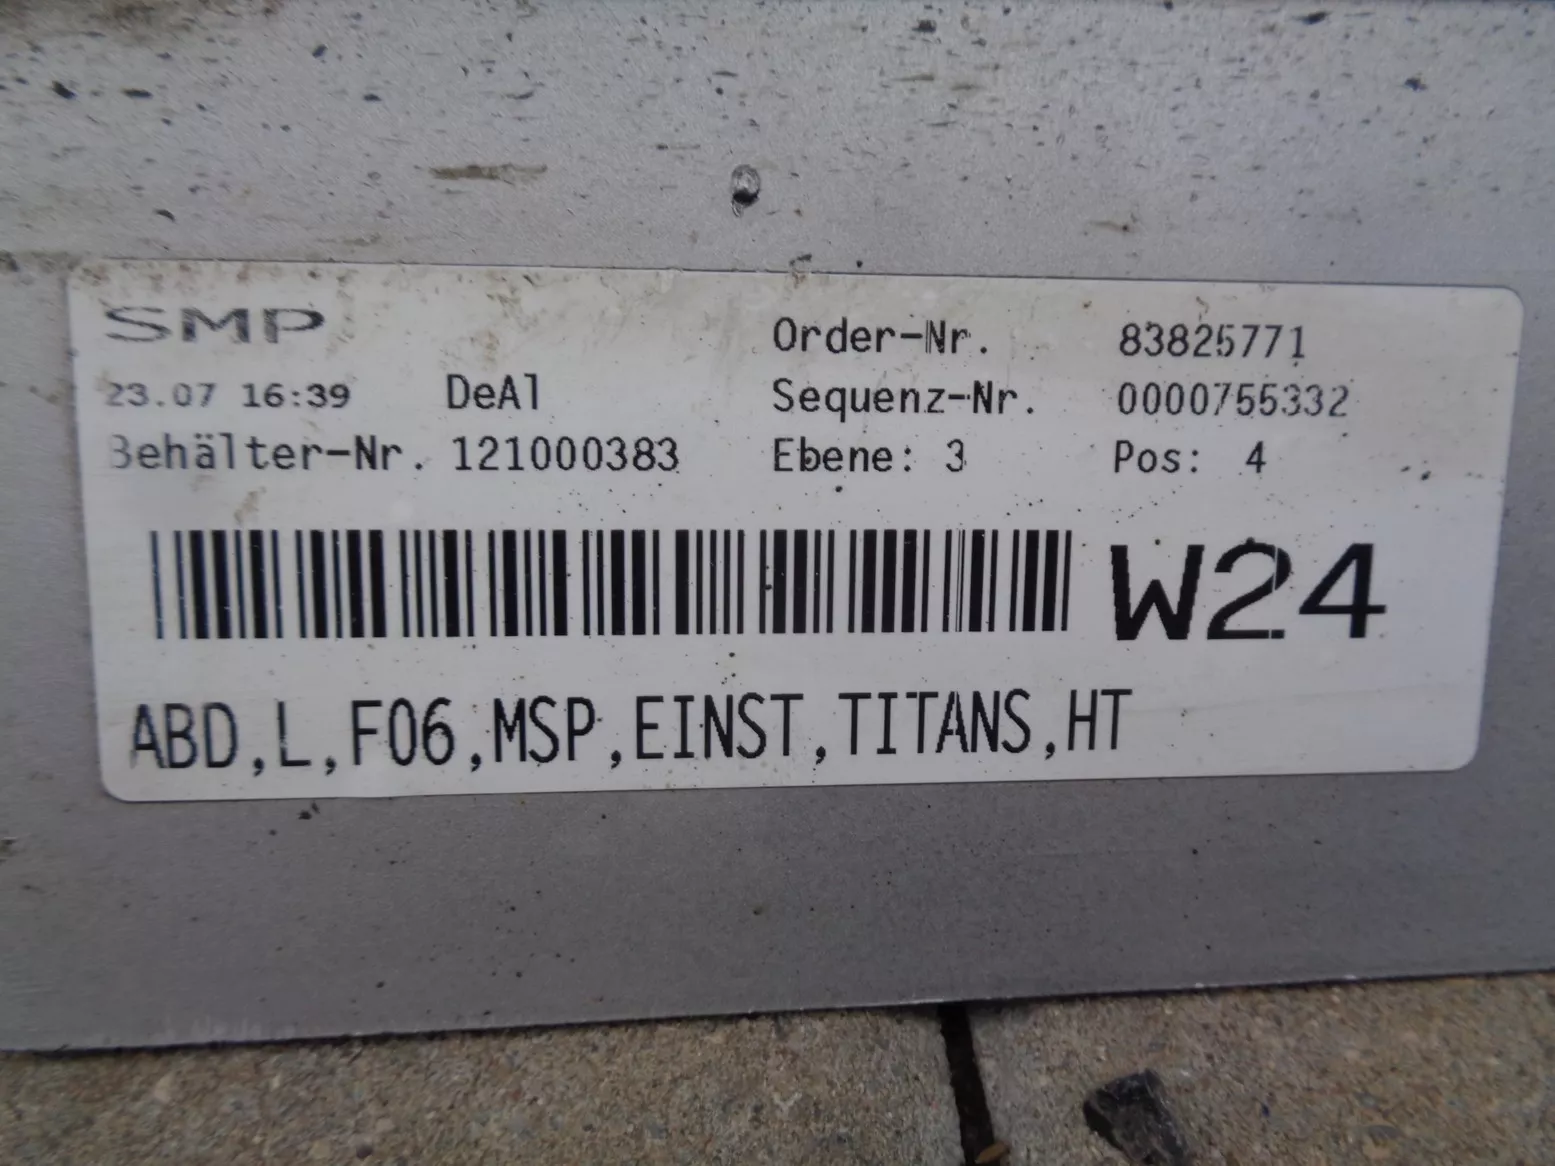 SMP
Order-Nr. 83825771
23.07 16:39 DeAl Sequenz-Nr. 0000755332
Behälter-Nr. 121000383 Ebene: 3 Pos: 4
W24
ABD,L,F06,MSP,EINST,TITANS,HT